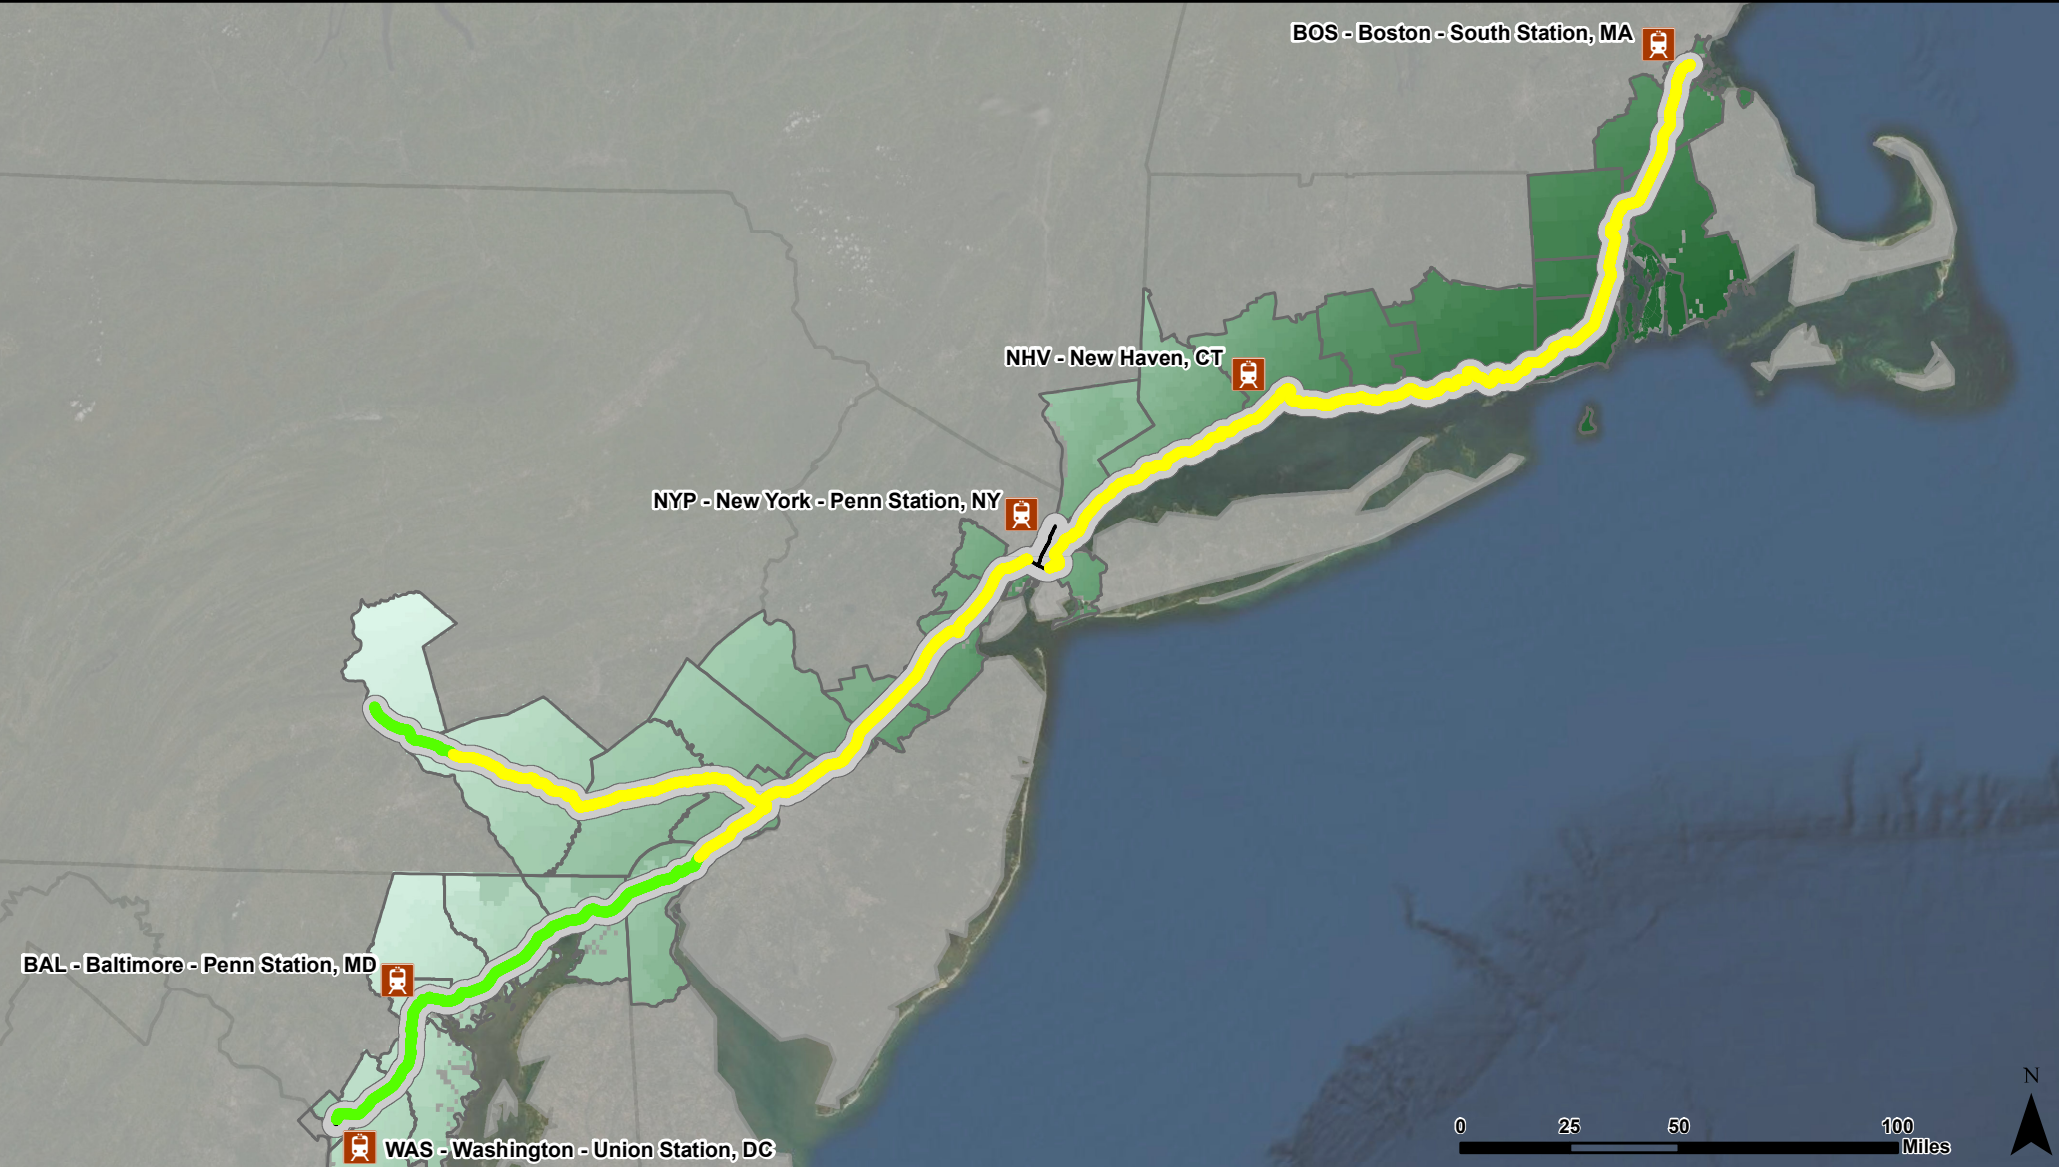 BOS - Boston - South Station, MA
NHV - New Haven, CT
NYP - New York - Penn Station, NY
BAL - Baltimore - Penn Station, MD
WAS - Washington - Union Station, DC
0 25 50 100
Miles
N